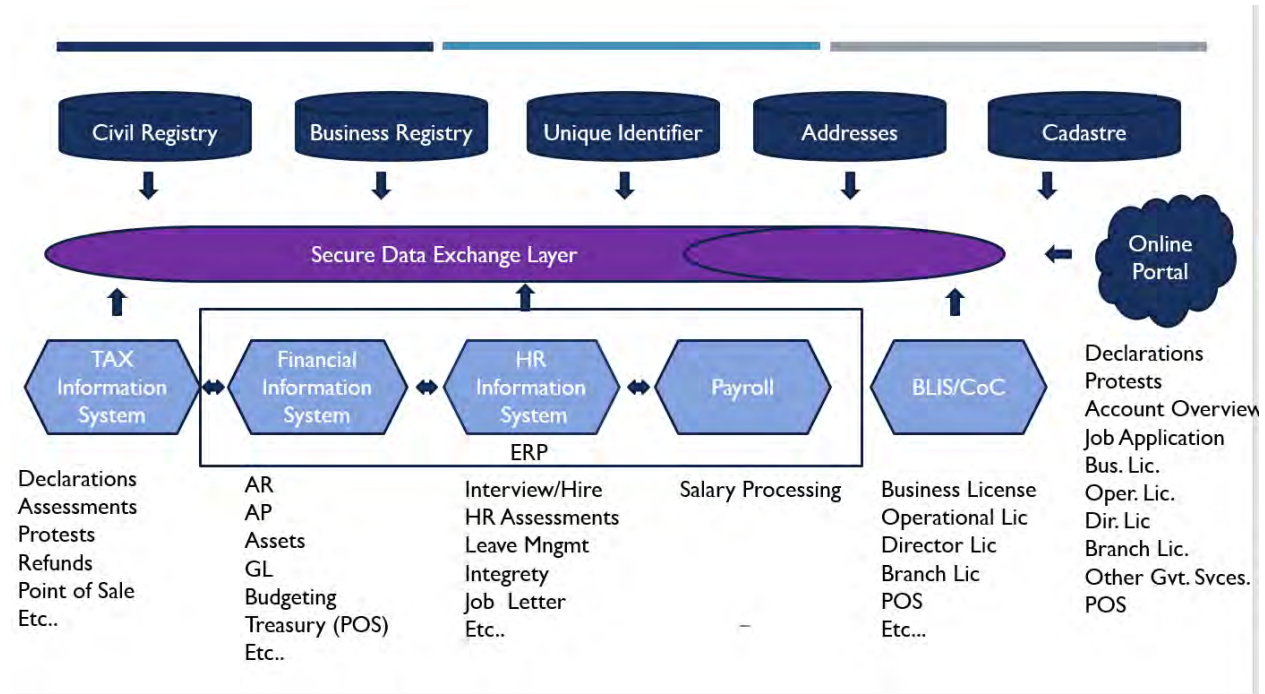 Civil Registry
Business Registry
Unique Identifier
Addresses
Cadastre
Secure Data Exchange Layer
Online
Portal
TAX
Information
System
Financial
Information
System
HR
Information
System
Payroll
BLIS/CoC
ERP
Declarations
Assessments
Protests
Refunds
Point of Sale
Etc..
AR
AP
Assets
GL
Budgeting
Treasury (POS)
Etc..
Interview/Hire
HR Assessments
Leave Mngmt
Integrety
Job Letter
Etc..
Salary Processing
–
Business License
Operational Lic
Director Lic
Branch Lic
POS
Etc...
Declarations
Protests
Account Overview
Job Application
Bus. Lic.
Oper. Lic.
Dir. Lic
Branch Lic.
Other Gvt. Svces.
POS